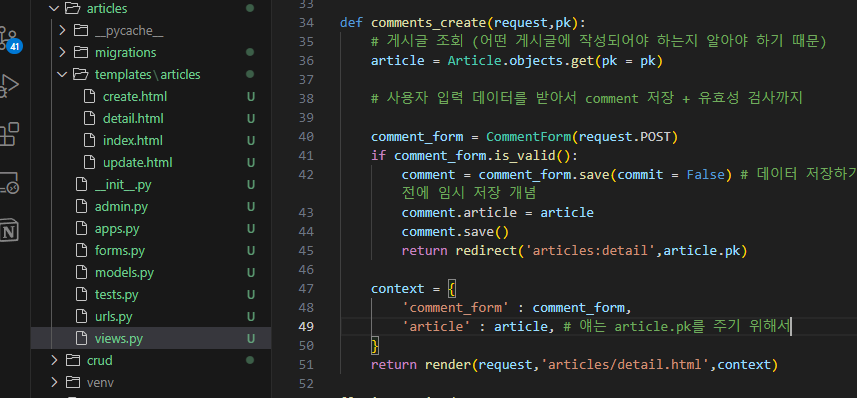 articles
__pycache__
migrations
templates \ articles
create.html U
detail.html U
index.html U
update.html U
__init__.py U
admin.py U
apps.py U
forms.py U
models.py U
tests.py U
urls.py U
views.py U
crud
venv
41
33
34 def comments_create(request,pk):
35 # 게시글 조회 (어떤 게시글에 작성되어야 하는지 알아야 하기 때문)
36 article = Article.objects.get(pk = pk)
37
38 # 사용자 입력 데이터를 받아서 comment 저장 + 유효성 검사까지
39
40 comment_form = CommentForm(request.POST)
41 if comment_form.is_valid():
42 comment = comment_form.save(commit = False) # 데이터 저장하기
전에 임시 저장 개념
43 comment.article = article
44 comment.save()
45 return redirect('articles:detail',article.pk)
46
47 context = {
48 'comment_form' : comment_form,
49 'article' : article, # 얘는 article.pk를 주기 위해서
50 }
51 return render(request,'articles/detail.html',context)
52